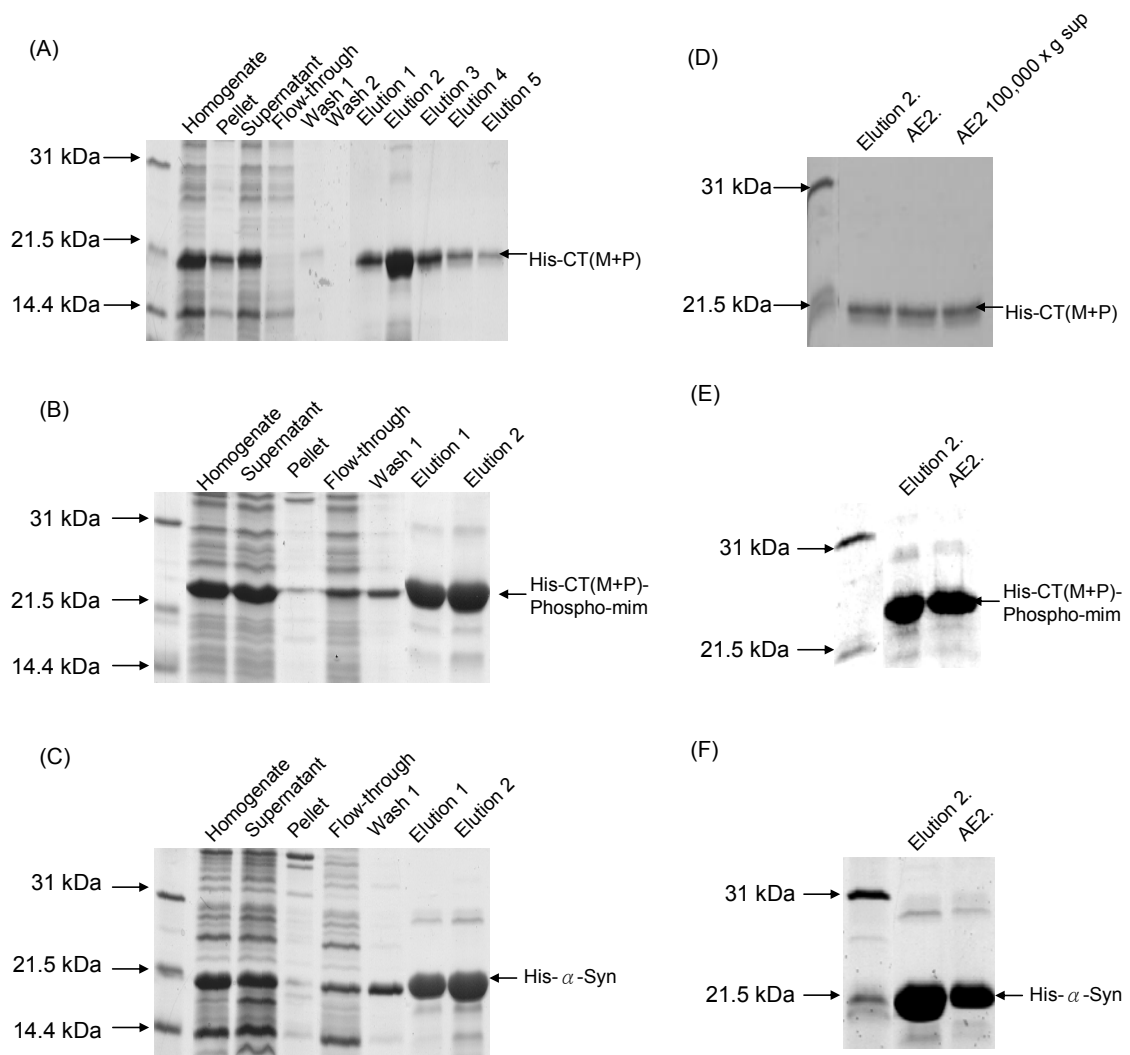 (A)
Homogenate
Pellet
Supernatant
Flow-through
Wash 1
Wash 2
Elution 1
Elution 2
Elution 3
Elution 4
Elution 5
31 kDa
21.5 kDa
14.4 kDa
His-CT(M+P)
(B)
Homogenate
Supernatant
Pellet
Flow-through
Wash 1
Elution 1
Elution 2
31 kDa
21.5 kDa
14.4 kDa
His-CT(M+P)-
Phospho-mim
(C)
Homogenate
Supernatant
Pellet
Flow-through
Wash 1
Elution 1
Elution 2
31 kDa
21.5 kDa
14.4 kDa
His-α-Syn
(D)
Elution 2.
AE2.
AE2 100,000 x g sup
31 kDa
21.5 kDa
His-CT(M+P)
(E)
Elution 2.
AE2.
31 kDa
21.5 kDa
His-CT(M+P)-
Phospho-mim
(F)
Elution 2.
AE2.
31 kDa
21.5 kDa
His-α-Syn